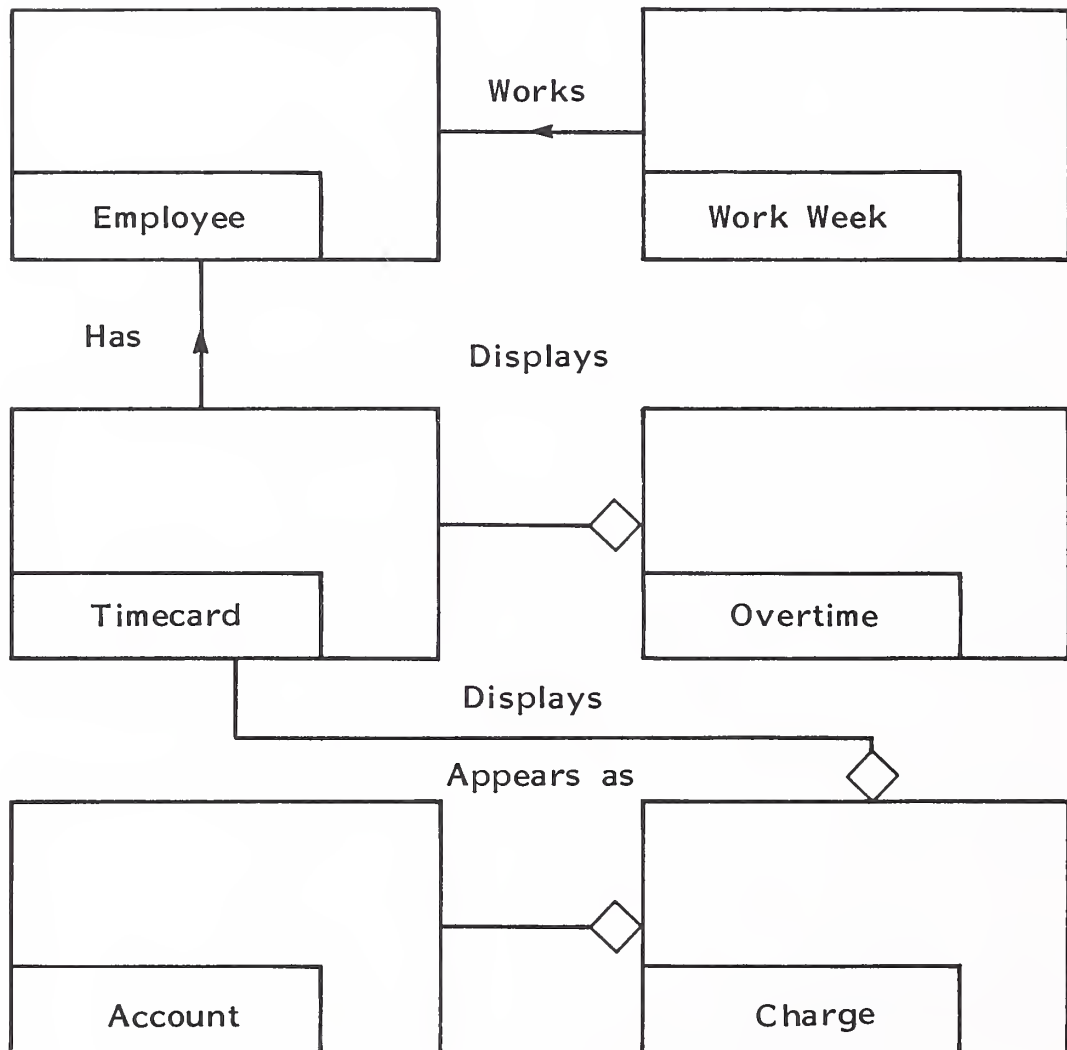 Works
Employee
Work Week
Has
Displays
Timecard
Overtime
Displays
Appears as
Account
Charge